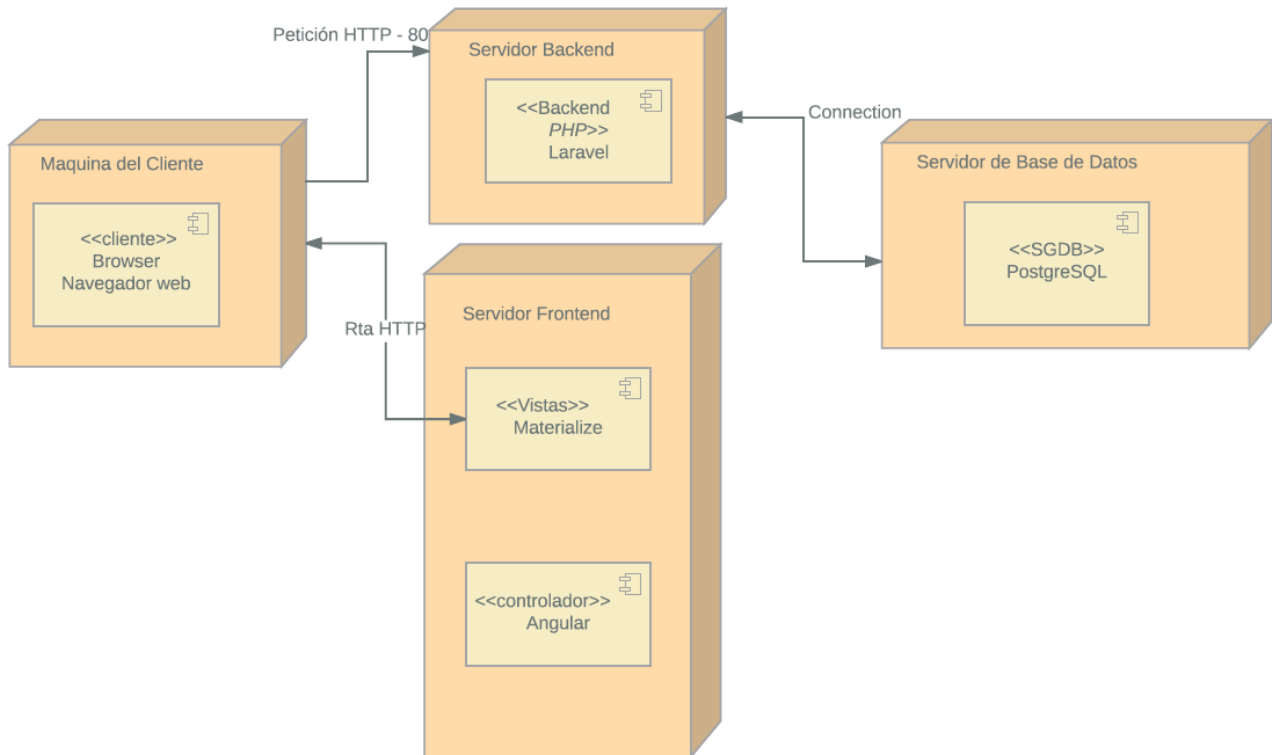 Petición HTTP - 80
Servidor Backend
<<Backend
PHP>>
Laravel
Connection
Maquina del Cliente
<<cliente>>
Browser
Navegador web
Servidor de Base de Datos
<<SGDB>>
PostgreSQL
Rta HTTP
Servidor Frontend
<<Vistas>>
Materialize
<<controlador>>
Angular